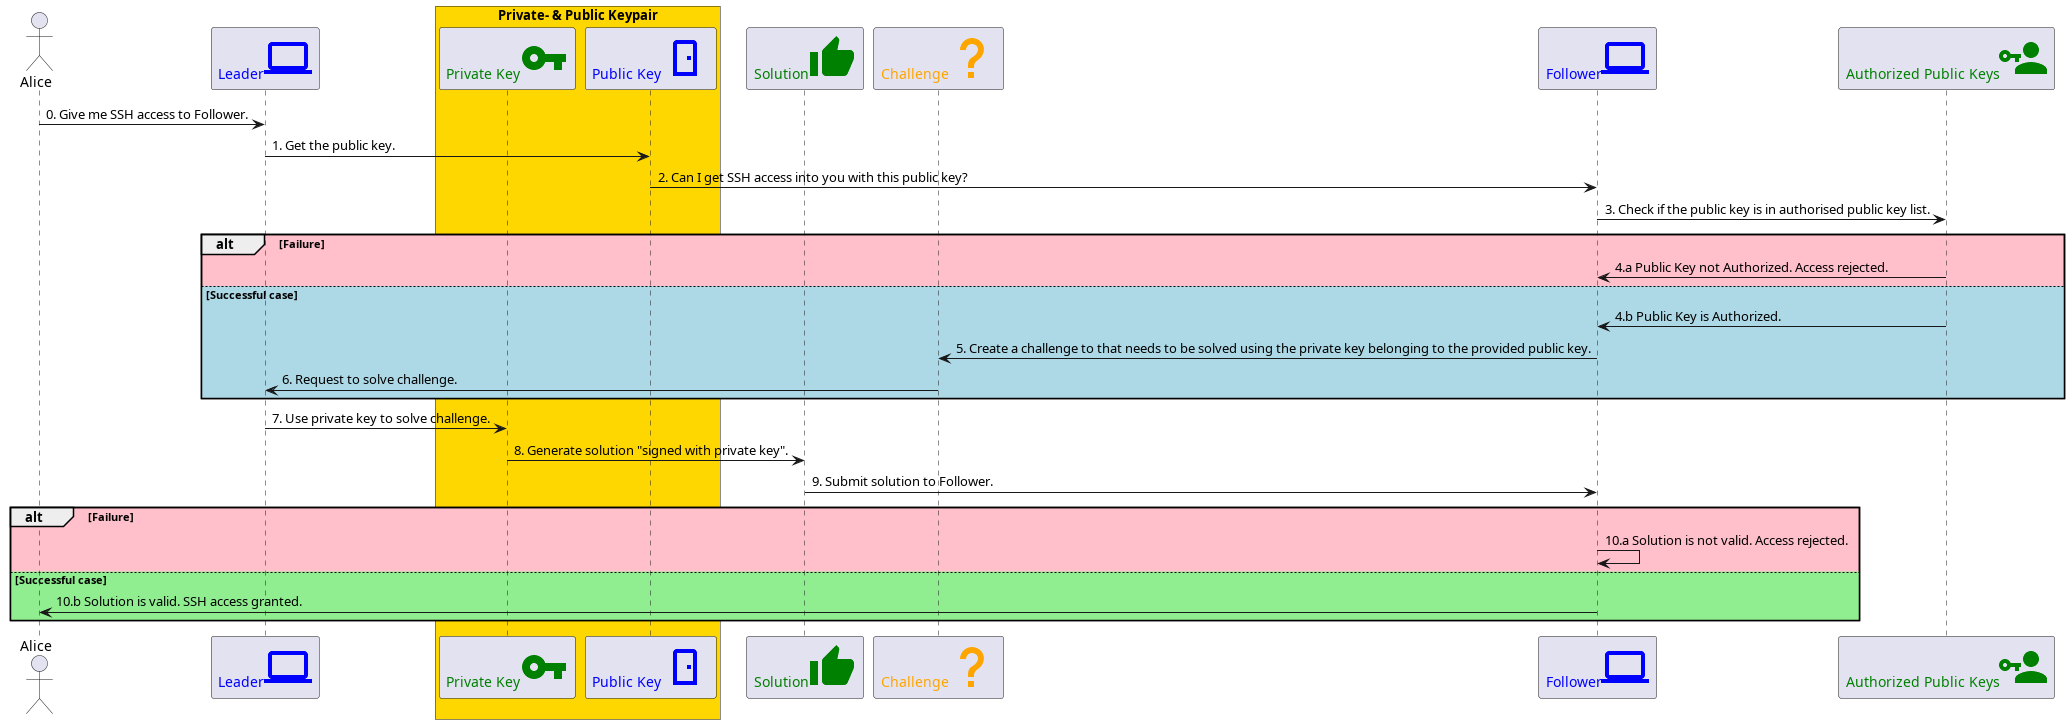 Private- & Public Keypair
Alice
Leader
Private Key
Public Key
Solution
Challenge
Follower
Authorized Public Keys
0. Give me SSH access to Follower.
1. Get the public key.
2. Can I get SSH access into you with this public key?
3. Check if the public key is in authorised public key list.
alt
[Failure]
4.a Public Key not Authorized. Access rejected.
[Successful case]
4.b Public Key is Authorized.
5. Create a challenge to that needs to be solved using the private key belonging to the provided public key.
6. Request to solve challenge.
7. Use private key to solve challenge.
8. Generate solution "signed with private key".
9. Submit solution to Follower.
alt
[Failure]
10.a Solution is not valid. Access rejected.
[Successful case]
10.b Solution is valid. SSH access granted.
Alice
Leader
Private Key
Public Key
Solution
Challenge
Follower
Authorized Public Keys